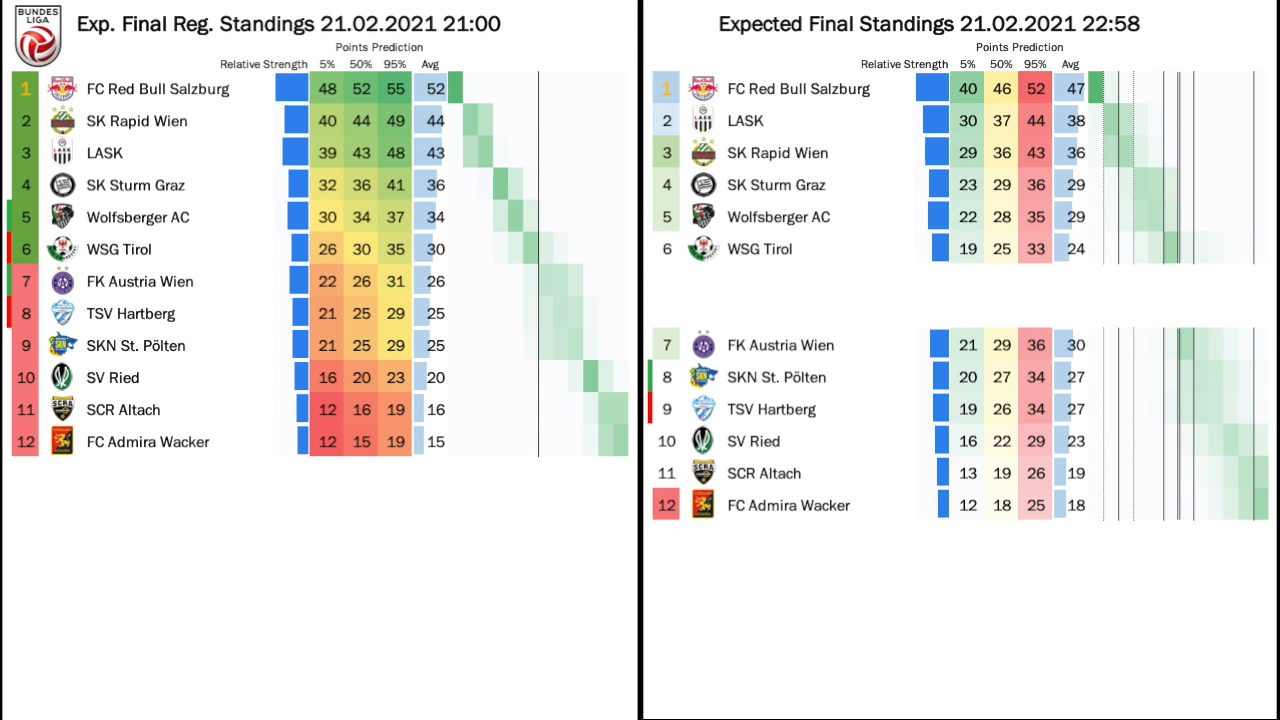 BUNDES
LIGA
Exp. Final Reg. Standings 21.02.2021 21:00
Points Prediction
Relative Strength 5% 50% 95% Avg
1 FC Red Bull Salzburg 48 52 55 52
2 SK Rapid Wien 40 44 49 44
3 LASK 39 43 48 43
4 SK Sturm Graz 32 36 41 36
5 Wolfsberger AC 30 34 37 34
6 WSG Tirol 26 30 35 30
7 FK Austria Wien 22 26 31 26
8 TSV Hartberg 21 25 29 25
9 SKN St. Pölten 21 25 29 25
10 SV Ried 16 20 23 20
11 SCR Altach 12 16 19 16
12 FC Admira Wacker 12 15 19 15
Expected Final Standings 21.02.2021 22:58
Points Prediction
Relative Strength 5% 50% 95% Avg
1 FC Red Bull Salzburg 40 46 52 47
2 LASK 30 37 44 38
3 SK Rapid Wien 29 36 43 36
4 SK Sturm Graz 23 29 36 29
5 Wolfsberger AC 22 28 35 29
6 WSG Tirol 19 25 33 24
7 FK Austria Wien 21 29 36 30
8 SKN St. Pölten 20 27 34 27
9 TSV Hartberg 19 26 34 27
10 SV Ried 16 22 29 23
11 SCR Altach 13 19 26 19
12 FC Admira Wacker 12 18 25 18